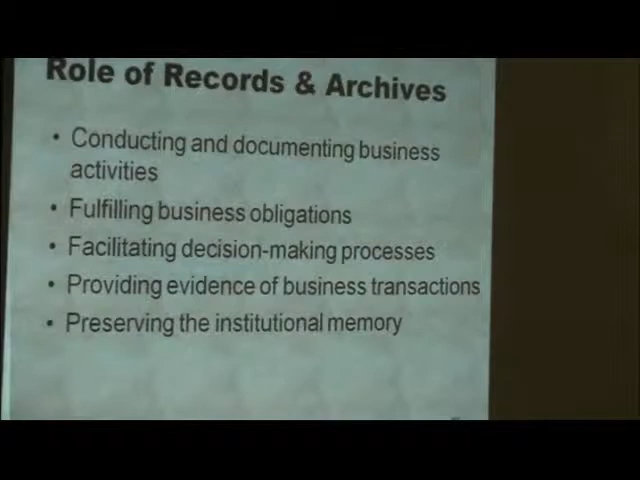 Role of Records & Archives
• Conducting and documenting business
activities
• Fulfilling business obligations
• Facilitating decision-making processes
• Providing evidence of business transactions
• Preserving the institutional memory